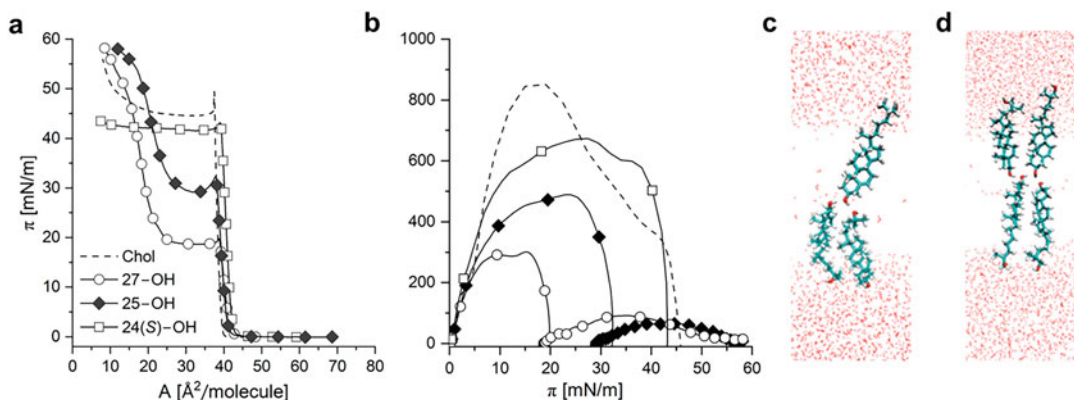 a
b
c
d
60
50
40
30
20
10
0
π [mN/m]
Chol
27–OH
25–OH
24(S)–OH
0 10 20 30 40 50 60 70 80
A [Å²/molecule]
1000
800
600
400
200
0
π [mN/m]
0 10 20 30 40 50 60
π [mN/m]